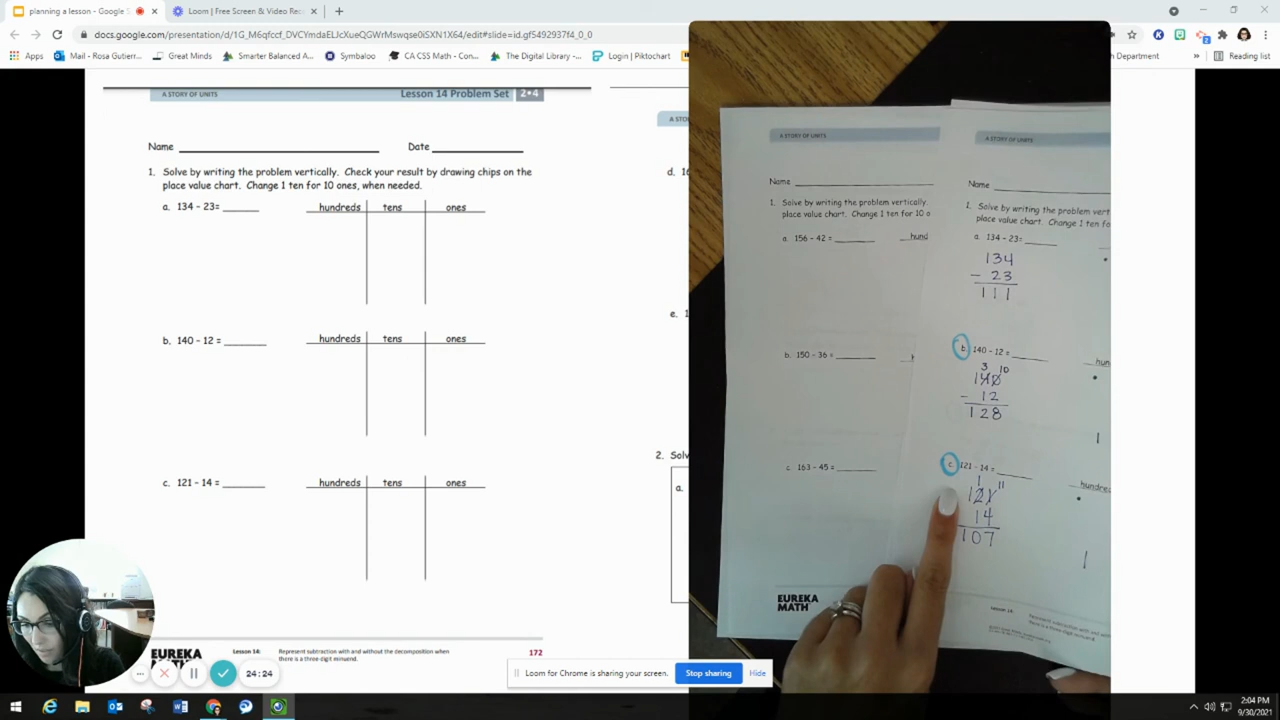 planning a lesson - Google S
Loom | Free Screen & Video Rec
docs.google.com/presentation/d/1G_M6qfccf_DVCYmdaELJcXueQGWrMswqse0iSXN1X64/edit#slide=id.gf5492937f4_0_0
Apps
Mail - Rosa Gutierr...
Great Minds
Smarter Balanced A...
Symbaloo
CA CSS Math - Con...
The Digital Library -...
Login | Piktochart
Department
Reading list
A STORY OF UNITS
Lesson 14 Problem Set
2•4
Name
Date
1. Solve by writing the problem vertically. Check your result by drawing chips on the
place value chart. Change 1 ten for 10 ones, when needed.
a. 134 - 23=
hundreds tens ones
b. 140 - 12 =
hundreds tens ones
c. 121 - 14 =
hundreds tens ones
EUREKA
MATH
Lesson 14:
Represent subtraction with and without the decomposition when
there is a three-digit minuend.
172
A STO
d. 16
e. 1
2. Solv
a.
A STORY OF UNITS
Name
1. Solve by writing the problem vertically.
place value chart. Change 1 ten for 10 o
a. 156 - 42 =
hund
b. 150 - 36 =
c. 163 - 45 =
EUREKA
MATH
A STORY OF UNITS
Name
1. Solve by writing the problem vert
place value chart. Change 1 ten fo
a. 134 - 23=
134
- 23
111
b. 140 - 12 =
hun
3 10
140
- 12
128
c. 121 - 14 =
hundred
1 11
121
14
107
Lesson 14:
24:24
Loom for Chrome is sharing your screen.
Stop sharing
Hide
2:04 PM
9/30/2021